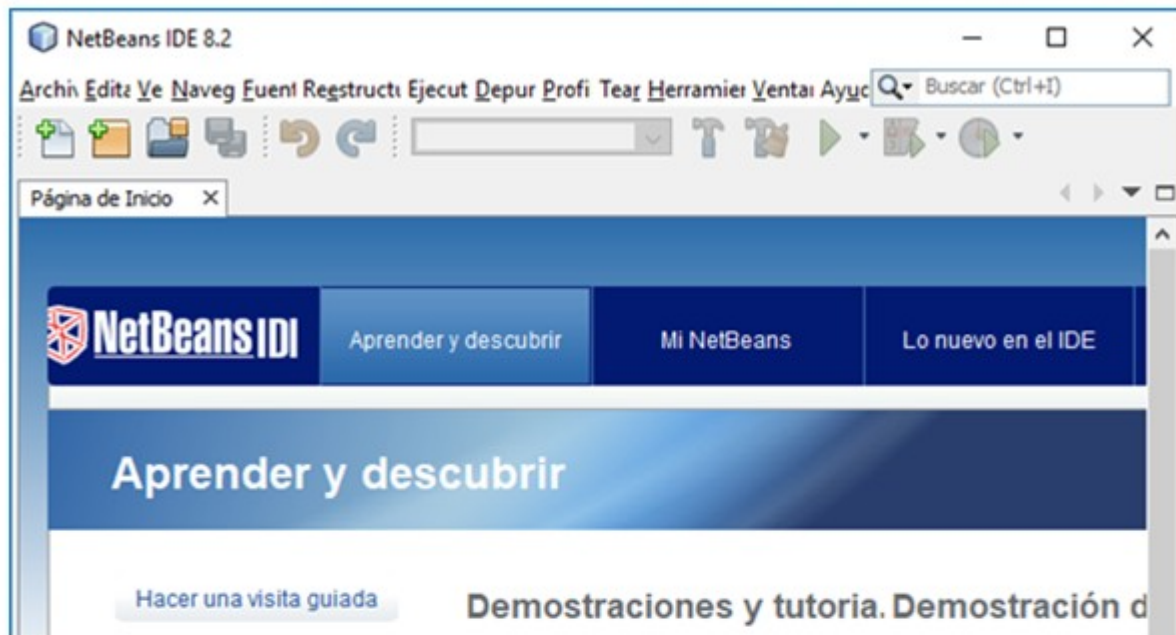 NetBeans IDE 8.2
Archiv Edita Ve Naveg Fuent Reestructu Ejecut Depur Profi Tear Herramier Ventai Ayuc Buscar (Ctrl+I)
Página de Inicio
NetBeans IDI Aprender y descubrir Mi NetBeans Lo nuevo en el IDE
Aprender y descubrir
Hacer una visita guiada Demostraciones y tutoria. Demostración d